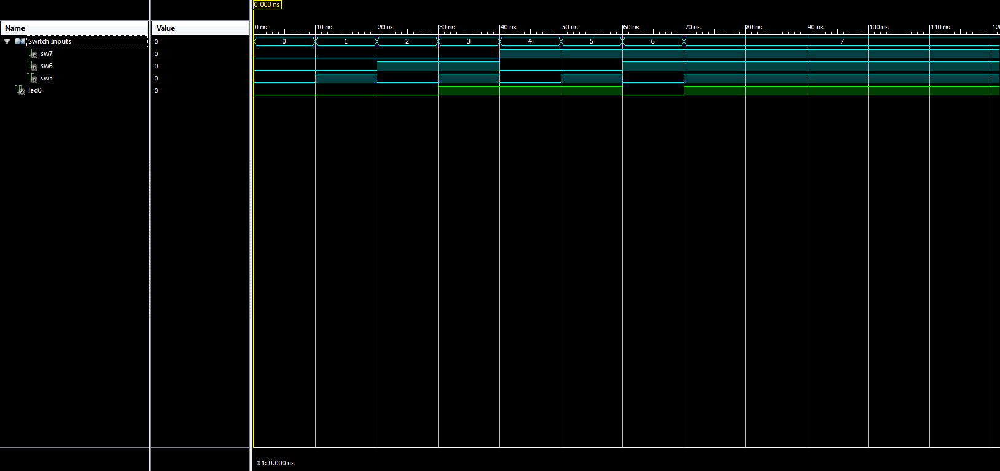 0.000 ns
Name Value 0 ns 10 ns 20 ns 30 ns 40 ns 50 ns 60 ns 70 ns 80 ns 90 ns 100 ns 110 ns 120
Switch Inputs 0 0 1 2 3 4 5 6 7
sw7 0
sw6 0
sw5 0
led0 0
X1: 0.000 ns